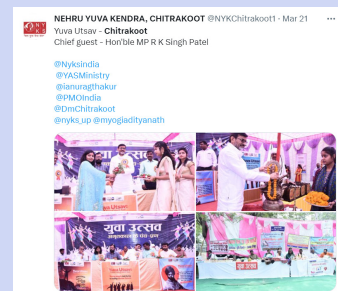 NEHRU YUVA KENDRA, CHITRAKOOT @NYKChitrakoot1 · Mar 21 ···
Yuva Utsav - Chitrakoot
Chief guest - Hon'ble MP R K Singh Patel
@Nyksindia
@YASMinistry
@ianuragthakur
@PMOIndia
@DmChitrakoot
@nyks_up @myogiadityanath
युवा उत्सव
युवा उत्सव